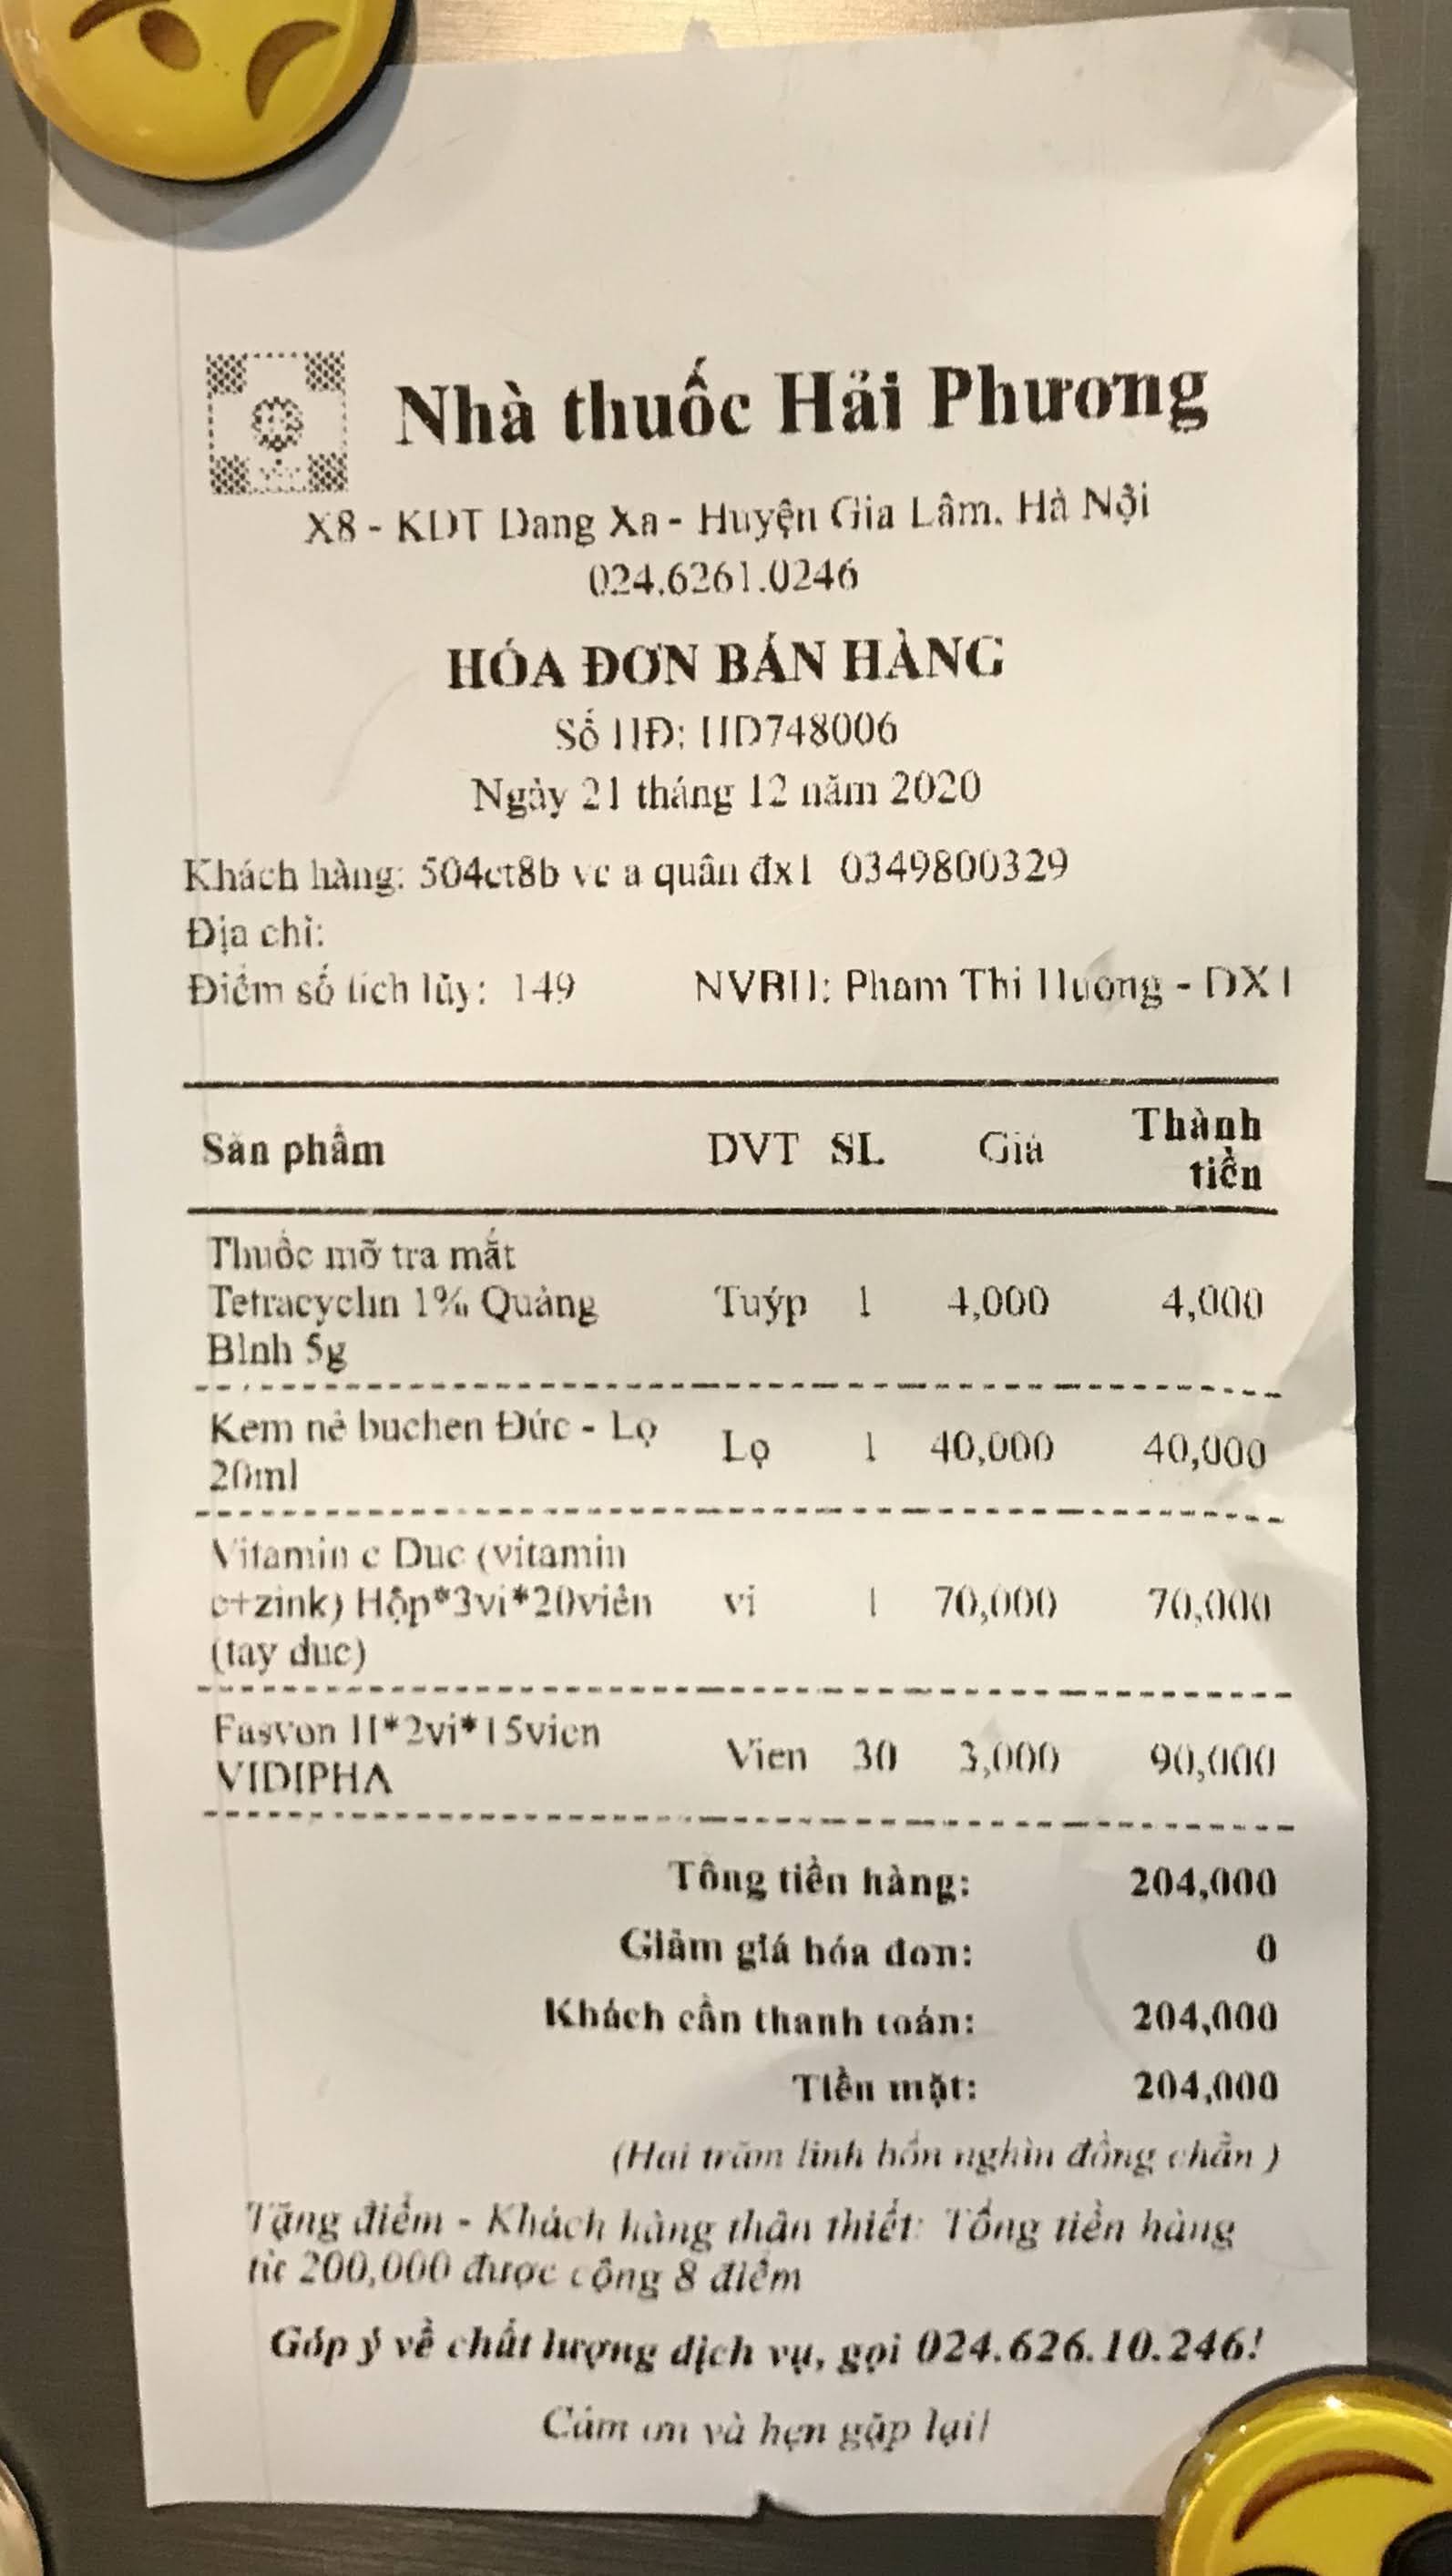 Nhà thuốc Hải Phương
X8 - KDT Dang Xa - Huyện Gia Lâm. Hà Nội
024.6261.0246
HÓA ĐƠN BÁN HÀNG
Số HĐ: HD748006
Ngày 21 tháng 12 năm 2020
Khách hàng: 504ct8b vc a quân đx1 0349800329
Địa chỉ:
Điểm số tích lũy: 149 NVBH: Pham Thi Huong - DX1
Sản phẩm DVT SL Giá Thành tiền
Thuốc mỡ tra mắt
Tetracyclin 1% Quảng Tuýp 1 4,000 4,000
Bình 5g
Kem nẻ buchen Đức - Lọ Lọ 1 40,000 40,000
20ml
Vitamin c Duc (vitamin
c+zink) Hộp*3vi*20viên vi 1 70,000 70,000
(tay duc)
Fasvon H*2vi*15vien Vien 30 3,000 90,000
VIDIPHA
Tổng tiền hàng: 204,000
Giảm giá hóa đơn: 0
Khách cần thanh toán: 204,000
Tiền mặt: 204,000
(Hai trăm linh bốn nghìn đồng chẵn )
Tặng điểm - Khách hàng thân thiết: Tổng tiền hàng
từ 200,000 được cộng 8 điểm
Góp ý về chất lượng dịch vụ, gọi 024.626.10.246!
Cám ơn và hẹn gặp lại!